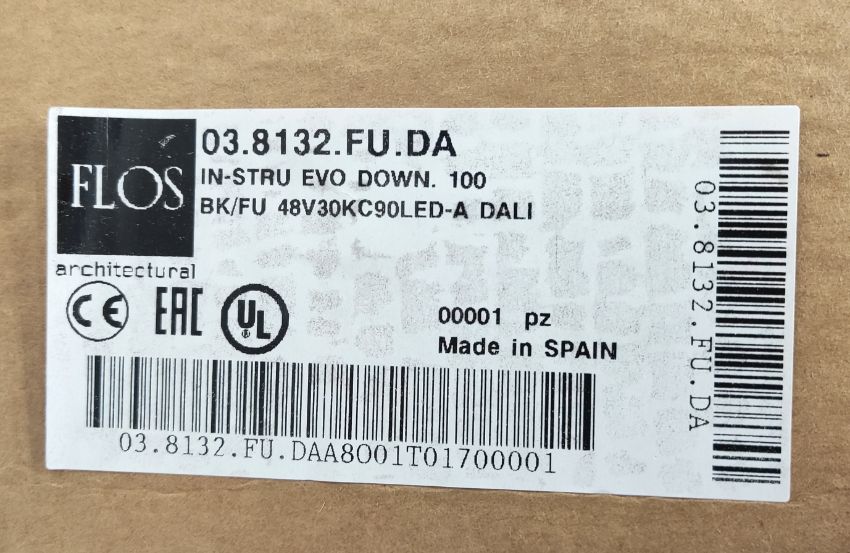 FLOS
architectural
03.8132.FU.DA
IN-STRU EVO DOWN. 100
BK/FU 48V30KC90LED-A DALI
CE EAC UL ®
00001 pz
Made in SPAIN
03.8132.FU.DAA8001T01700001
03.8132.FU.DA